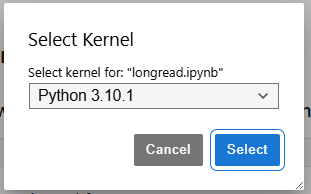 Select Kernel
Select kernel for: "longread.ipynb"
Python 3.10.1
Cancel
Select